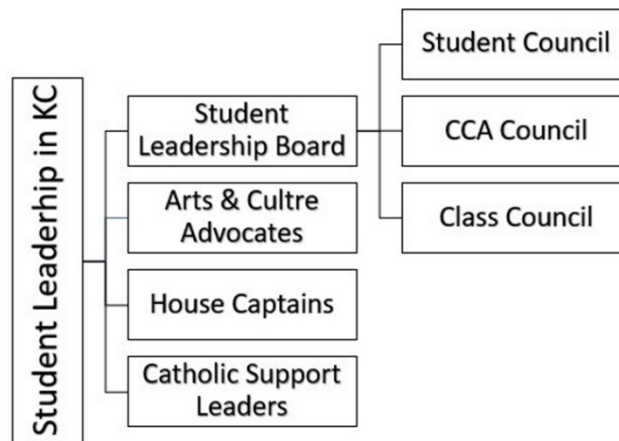 Student Leaderhip in KC
Student
Leadership Board
Arts & Cultre
Advocates
House Captains
Catholic Support
Leaders
Student Council
CCA Council
Class Council